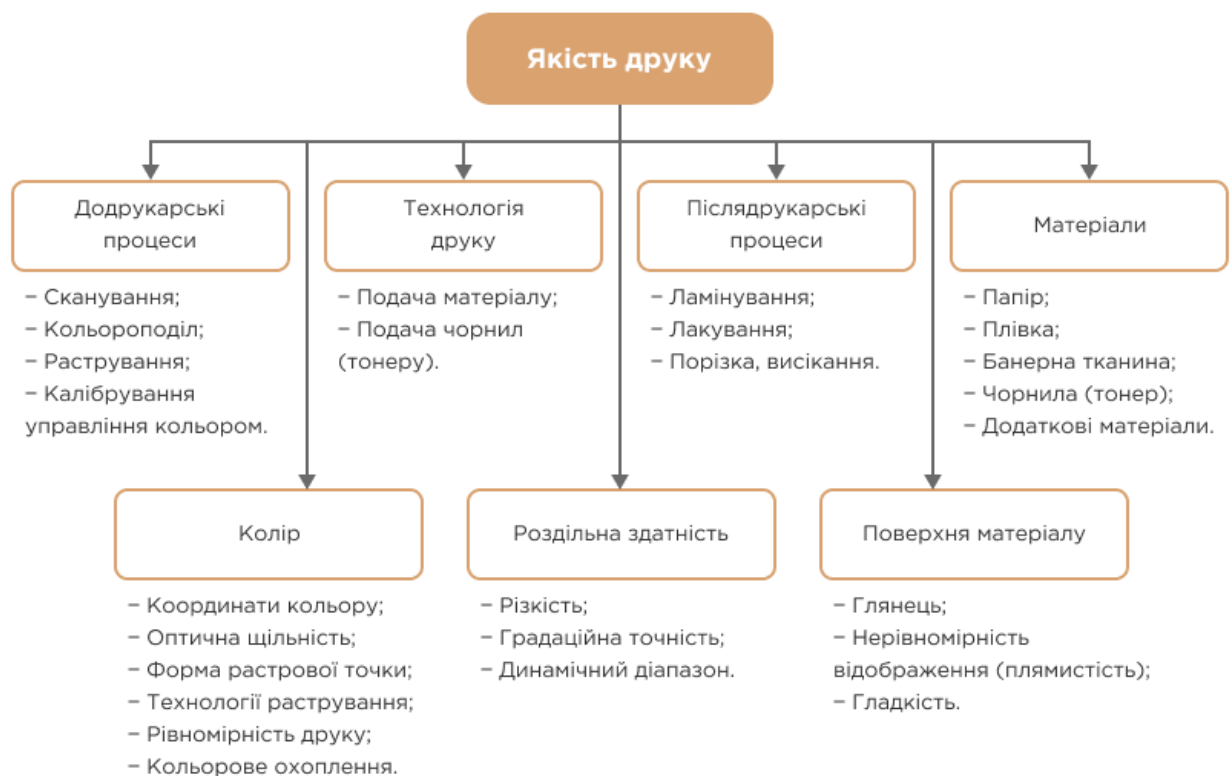 Якість друку
Додрукарські
процеси
– Сканування;
– Кольороподіл;
– Растрування;
– Калібрування
управління кольором.
Технологія
друку
– Подача матеріалу;
– Подача чорнил
(тонеру).
Післядрукарські
процеси
– Ламінування;
– Лакування;
– Порізка, висікання.
Матеріали
– Папір;
– Плівка;
– Банерна тканина;
– Чорнила (тонер);
– Додаткові матеріали.
Колір
– Координати кольору;
– Оптична щільність;
– Форма растрової точки;
– Технології растрування;
– Рівномірність друку;
– Кольорове охоплення.
Роздільна здатність
– Різкість;
– Градаційна точність;
– Динамічний діапазон.
Поверхня матеріалу
– Глянець;
– Нерівномірність
відображення (плямистість);
– Гладкість.